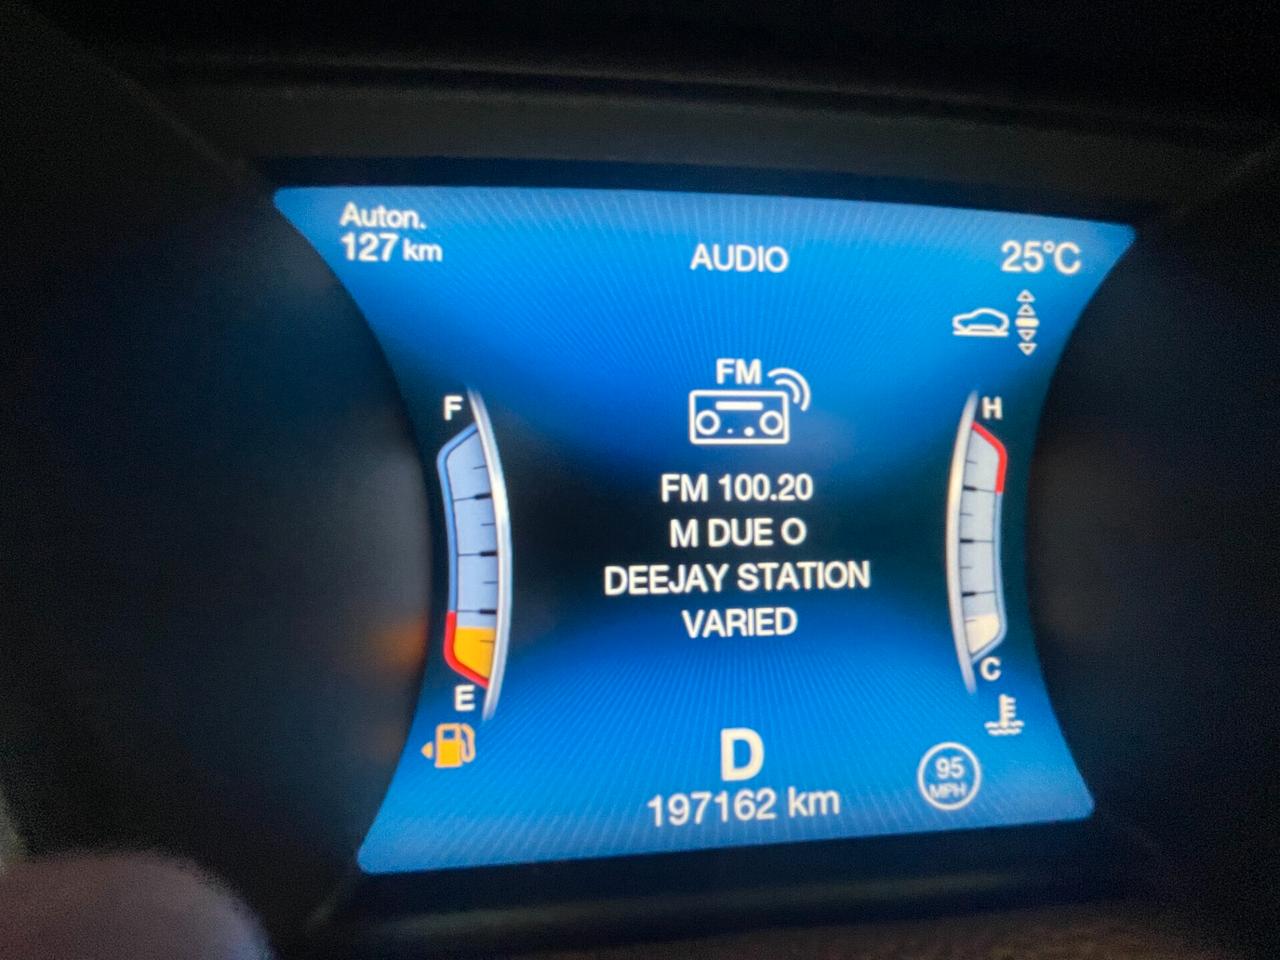 Auton.
127 km
AUDIO
25°C
FM
F
H
FM 100.20
M DUE O
DEEJAY STATION
VARIED
E
C
D
197162 km
95
MPH